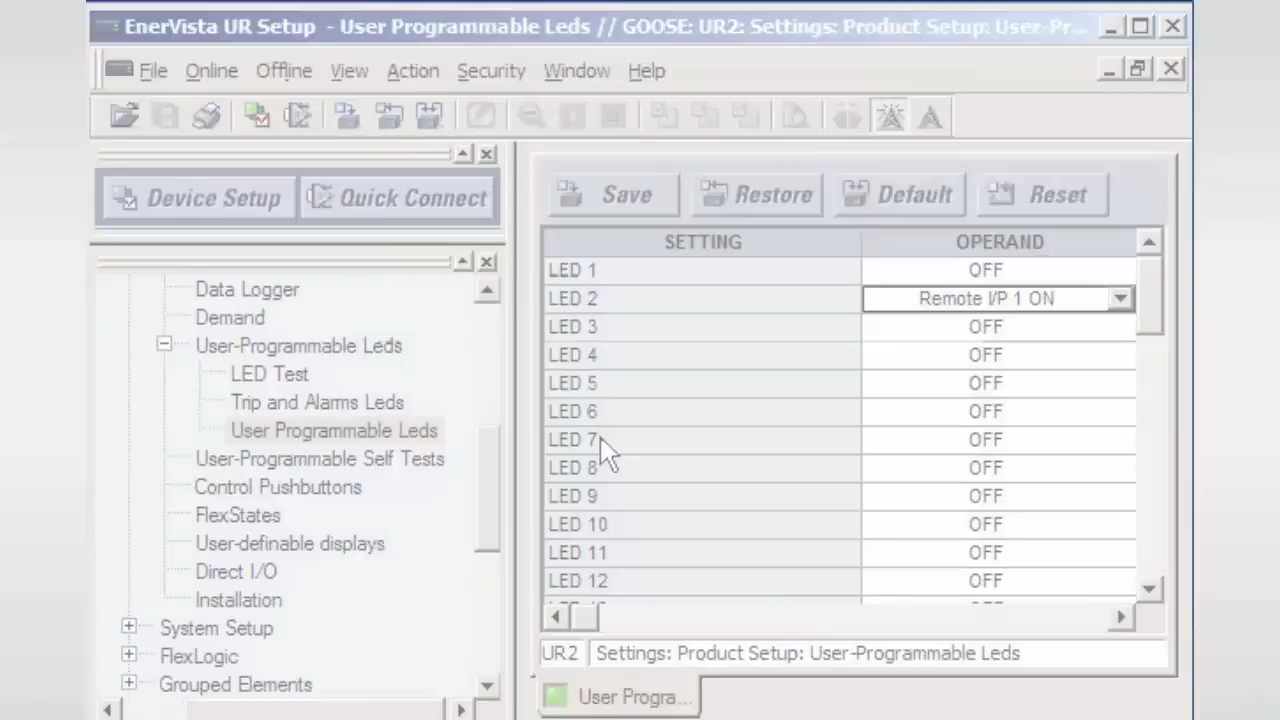 EnerVista UR Setup - User Programmable Leds // GOOSE: UR2: Settings: Product Setup: User-Pr...
File Online Offline View Action Security Window Help
Device Setup Quick Connect
Data Logger
Demand
User-Programmable Leds
LED Test
Trip and Alarms Leds
User Programmable Leds
User-Programmable Self Tests
Control Pushbuttons
FlexStates
User-definable displays
Direct I/O
Installation
System Setup
FlexLogic
Grouped Elements
Save Restore Default Reset
SETTING OPERAND
LED 1 OFF
LED 2 Remote I/P 1 ON
LED 3 OFF
LED 4 OFF
LED 5 OFF
LED 6 OFF
LED 7 OFF
LED 8 OFF
LED 9 OFF
LED 10 OFF
LED 11 OFF
LED 12 OFF
UR2 Settings: Product Setup: User-Programmable Leds
User Progra...